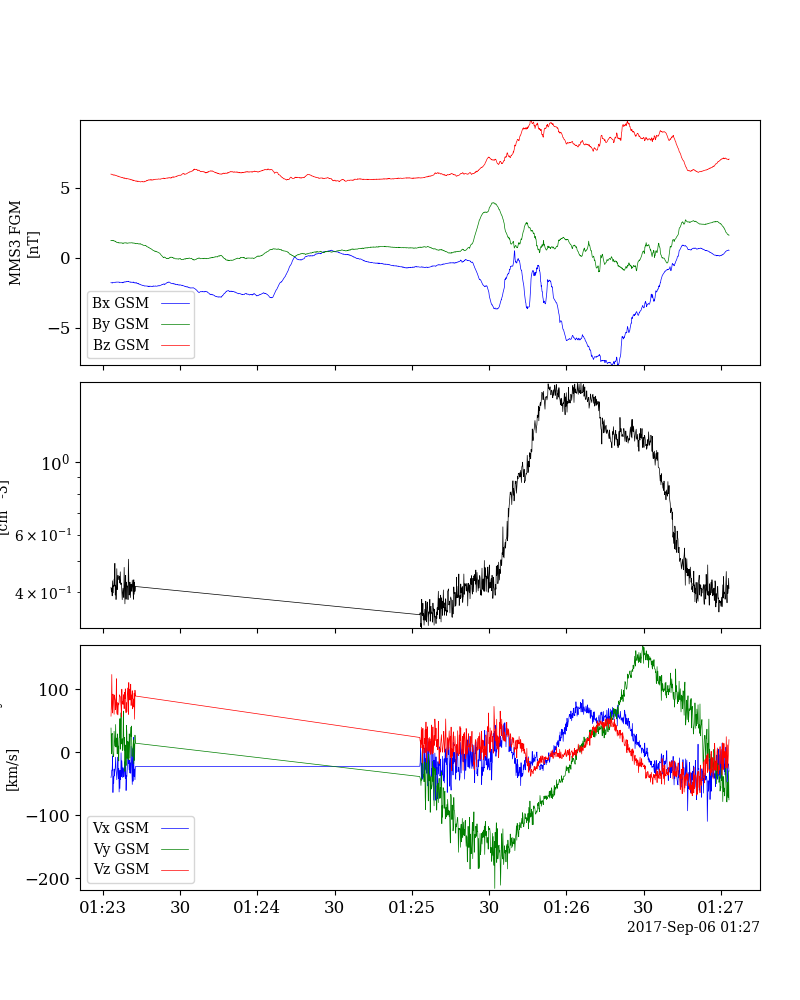 MMS3 FGM
[nT]
5
0
−5
Bx GSM
By GSM
Bz GSM
[cm -3]
10⁰
6 × 10⁻¹
4 × 10⁻¹
[km/s]
100
0
−100
−200
Vx GSM
Vy GSM
Vz GSM
01:23 30 01:24 30 01:25 30 01:26 30 01:27
2017-Sep-06 01:27